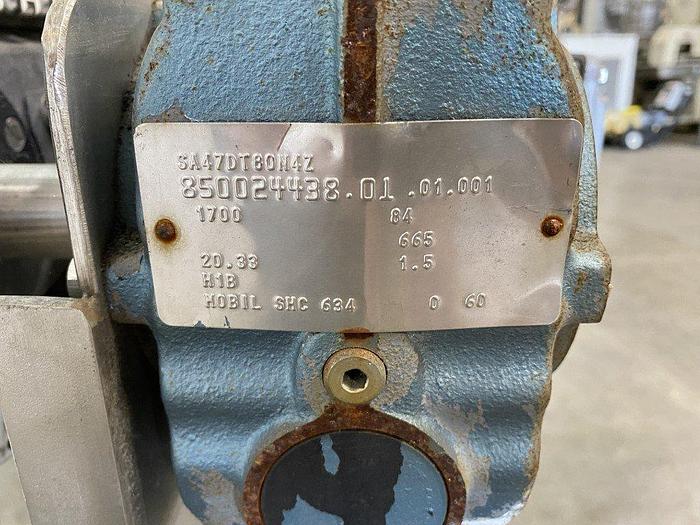 SA47DT80N4Z
850024438.01 .01.001
1700 84
665
20.33 1.5
H1B
MOBIL SHC 634 0 60